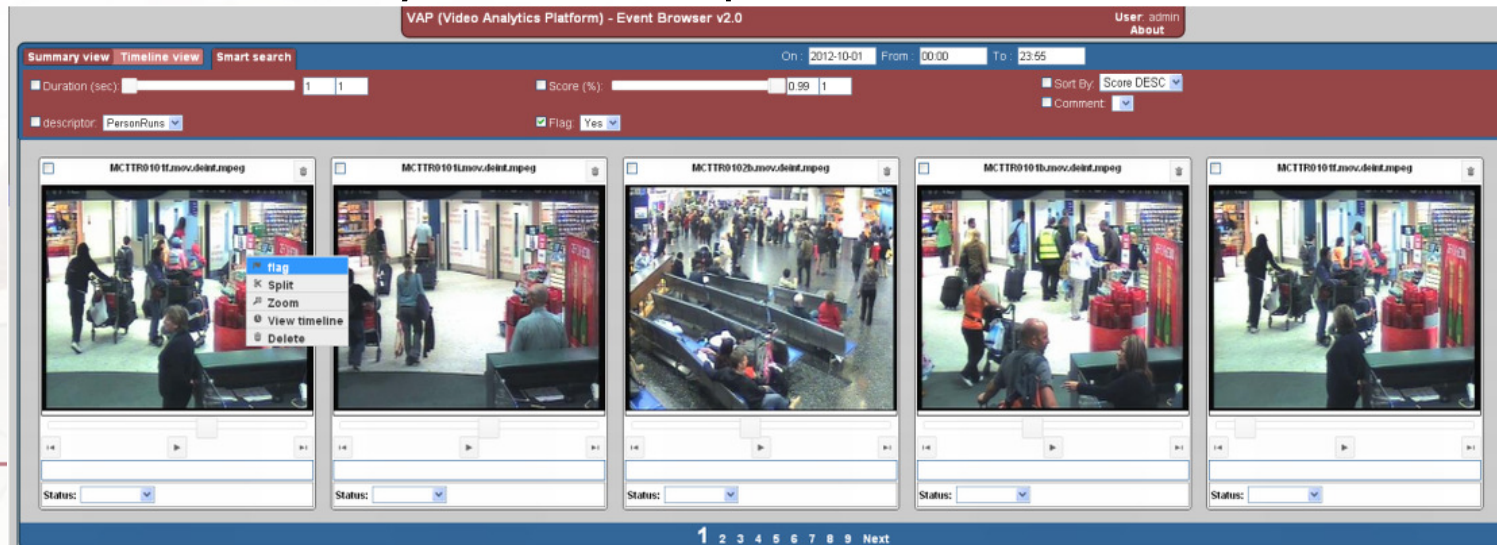 VAP (Video Analytics Platform) - Event Browser v2.0
User: admin
About
Summary view Timeline view Smart search
On : 2012-10-01 From : 00:00 To : 23:55
Duration (sec): 1 1
Score (%): 0.99 1
Sort By: Score DESC
Comment:
descriptor: PersonRuns
Flag: Yes
MCTTR0101f.mov.deint.mpeg
MCTTR0101i.mov.deint.mpeg
MCTTR0102b.mov.deint.mpeg
MCTTR0101b.mov.deint.mpeg
MCTTR0101f.mov.deint.mpeg
flag
Split
Zoom
View timeline
Delete
Status:
Status:
Status:
Status:
Status:
1 2 3 4 5 6 7 8 9 Next